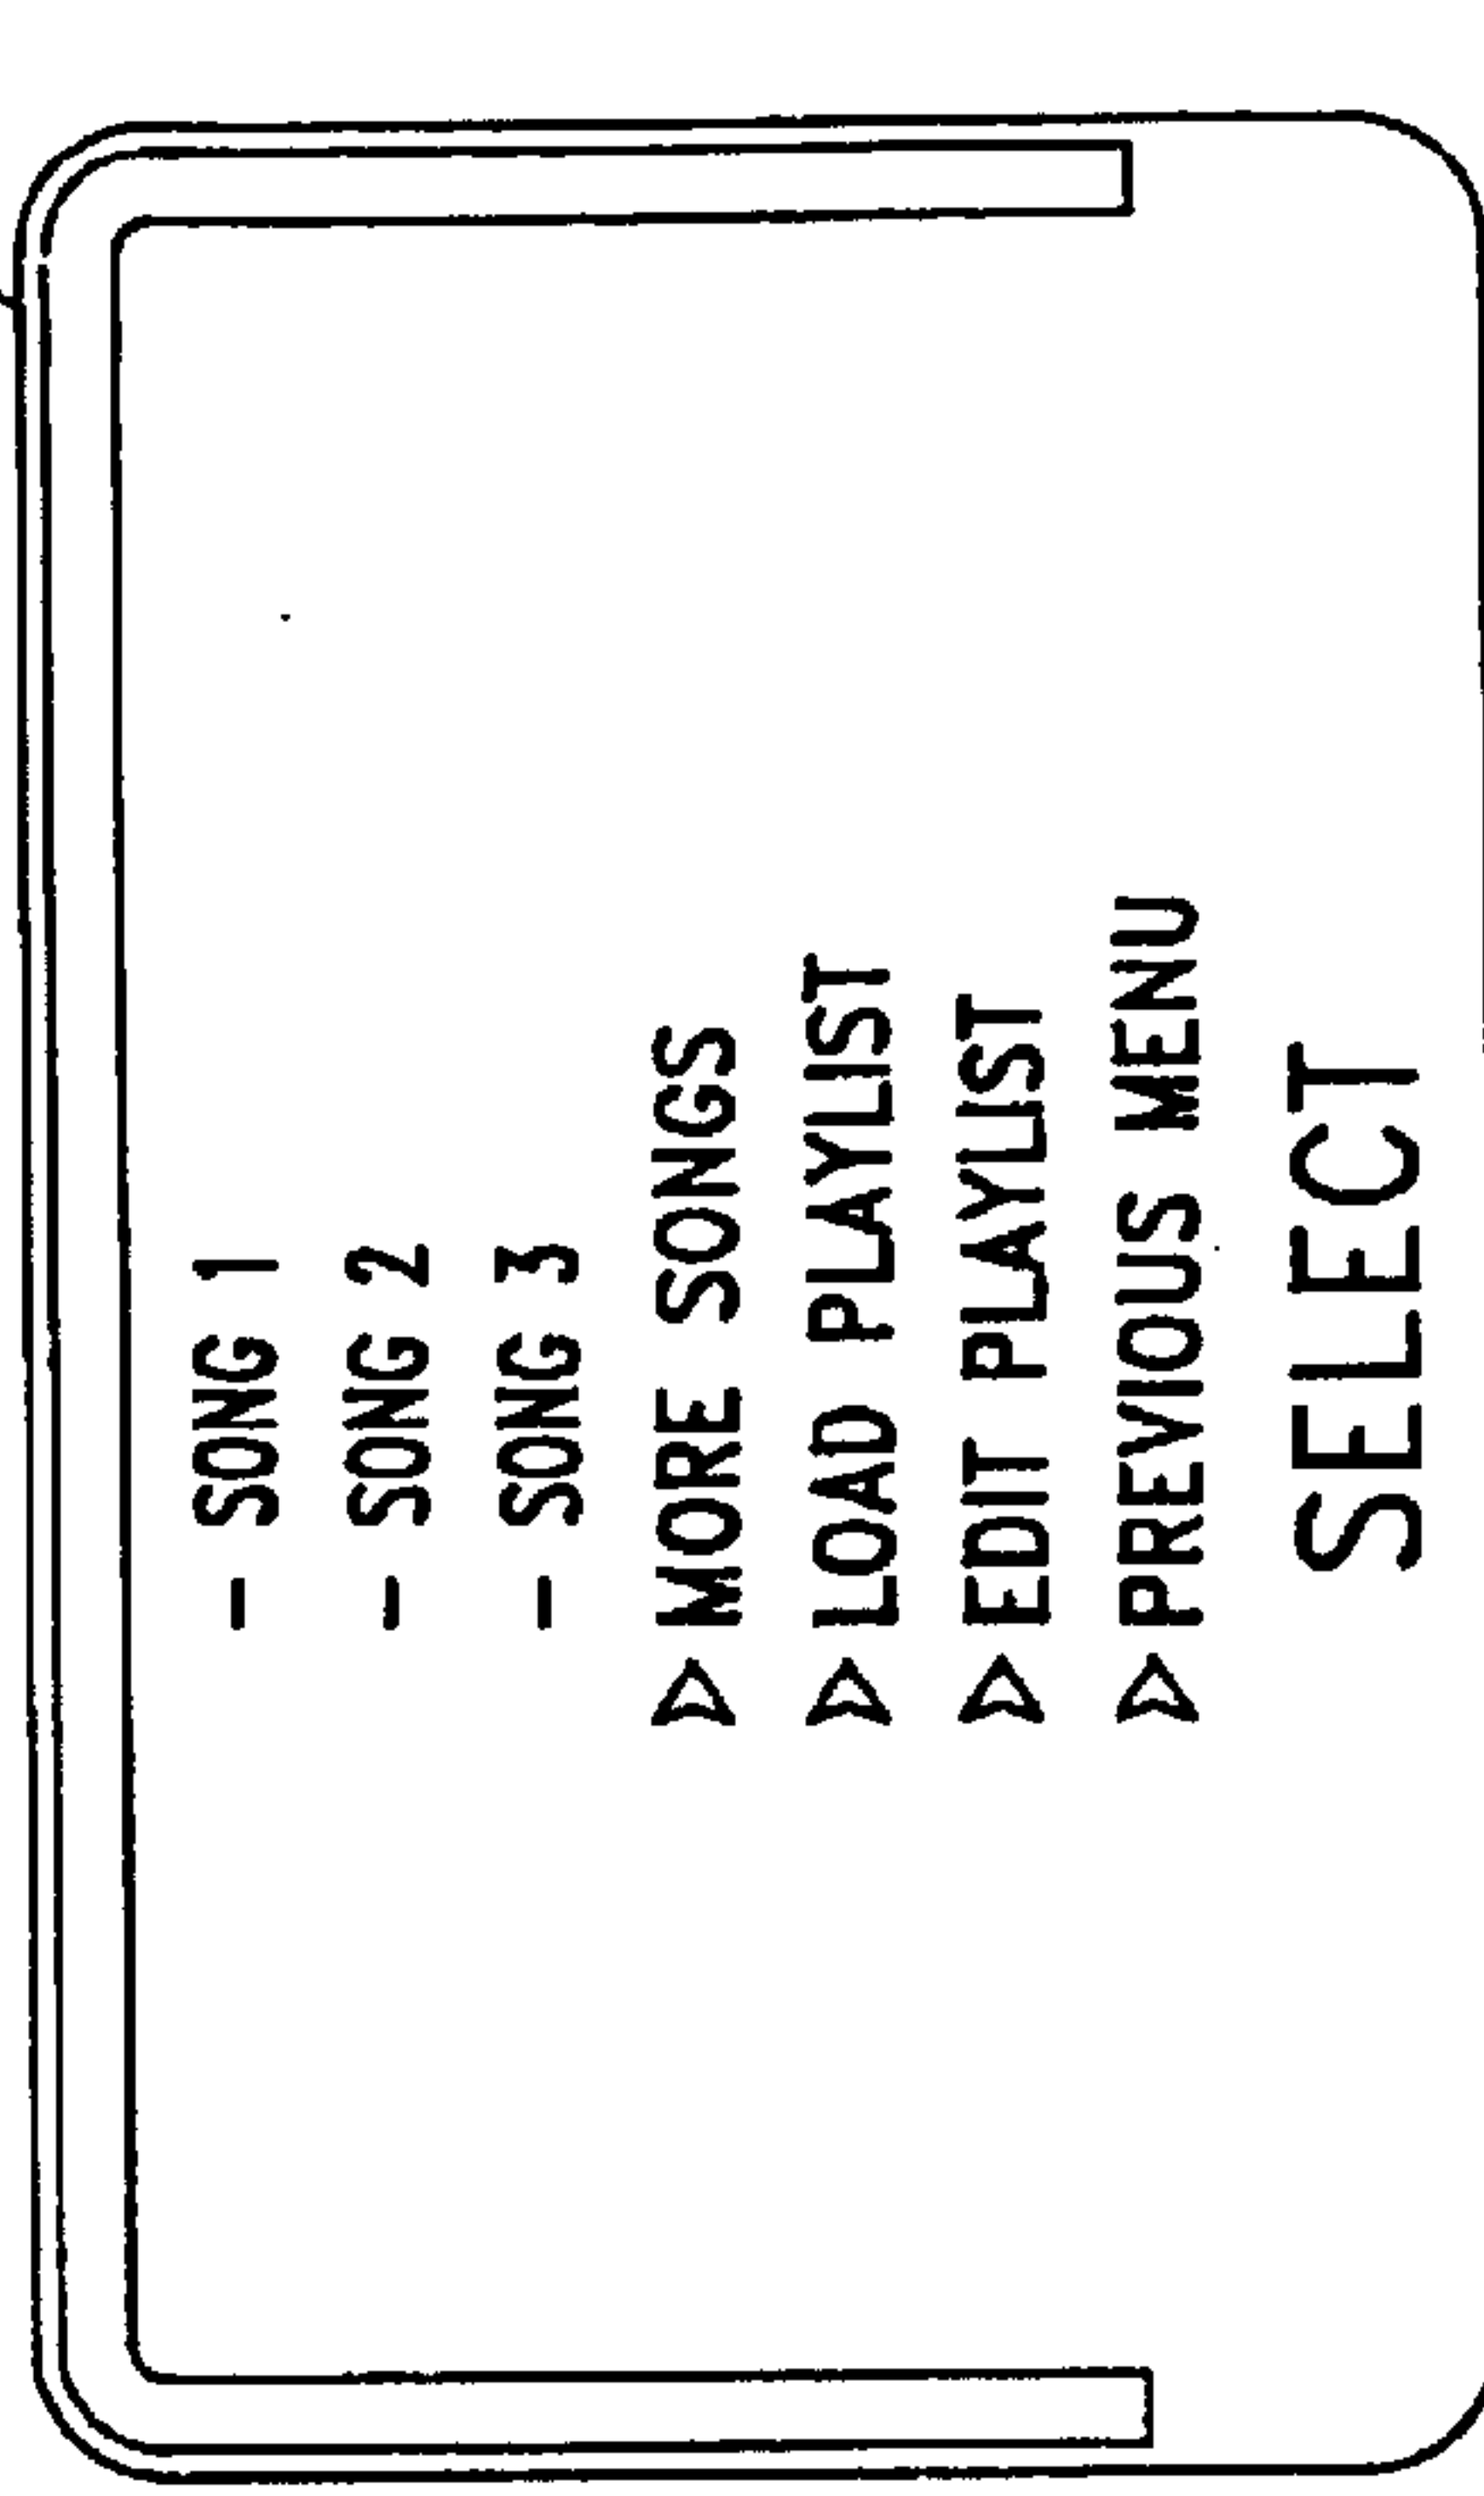 - SONG 1
- SONG 2
- SONG 3
> MORE SONGS
> LOAD PLAYLIST
> EDIT PLAYLIST
> PREVIOUS MENU
SELECT